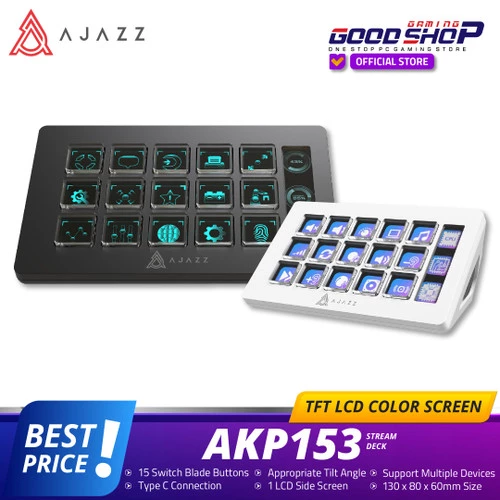 AJAZZ
GAMING
GOODSHOP
ONE STOP PC GAMING STORE
OFFICIAL STORE
AJAZZ
AJAZZ
TFT LCD COLOR SCREEN
BEST
PRICE!
AKP153 STREAM
DECK
• 15 Switch Blade Buttons • Appropriate Tilt Angle • Support Multiple Devices
• Type C Connection • 1 LCD Side Screen • 130 x 80 x 60mm Size